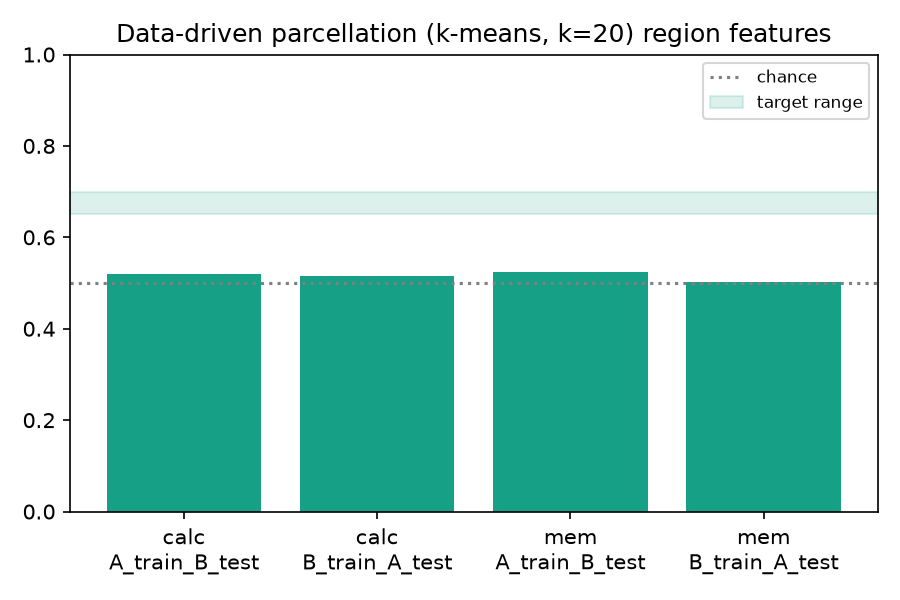 Data-driven parcellation (k-means, k=20) region features
1.0
0.8
0.6
0.4
0.2
0.0
chance
target range
calc
A_train_B_test
calc
B_train_A_test
mem
A_train_B_test
mem
B_train_A_test